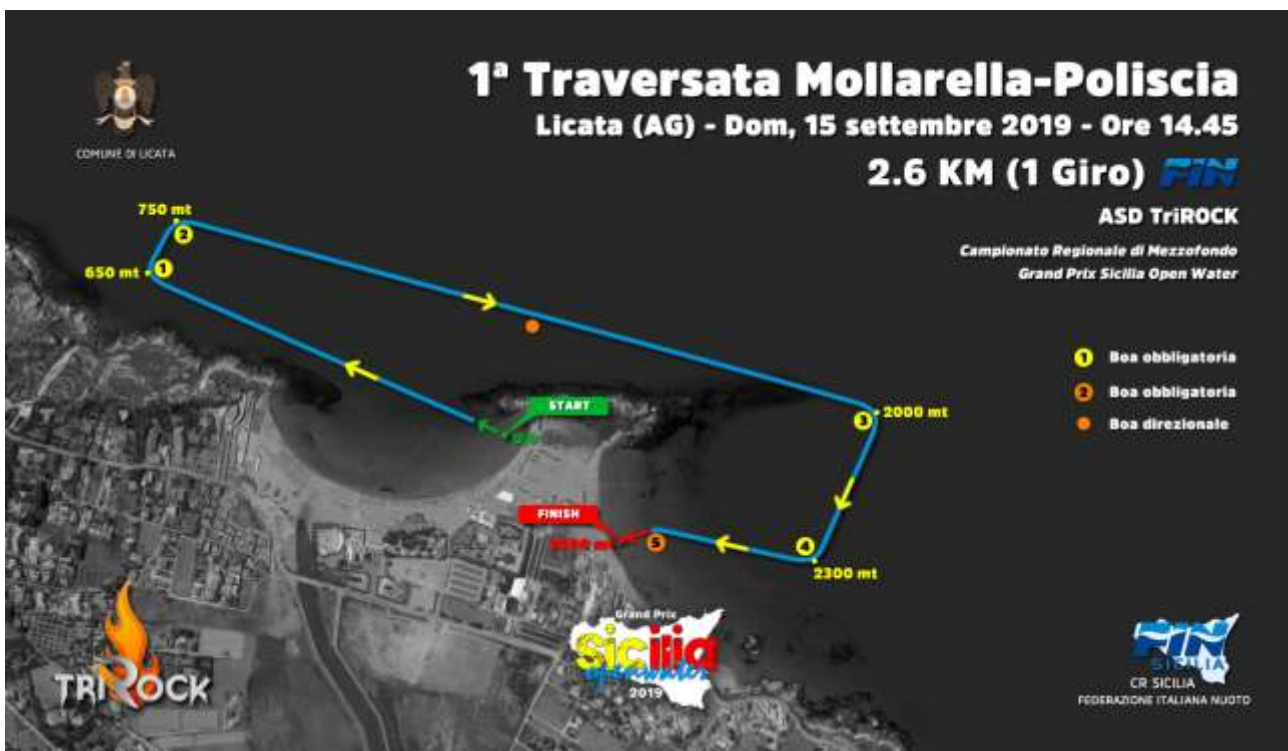 1ª Traversata Mollarella-Poliscia
Licata (AG) - Dom, 15 settembre 2019 - Ore 14.45
2.6 KM (1 Giro) FIN
ASD TriROCK
Campionato Regionale di Mezzofondo
Grand Prix Sicilia Open Water
COMUNE DI LICATA
750 mt
2
650 mt
1
START
3
2000 mt
1 Boa obbligatoria
2 Boa obbligatoria
Boa direzionale
FINISH
5
4
2300 mt
TRIROCK
Grand Prix
Sicilia
openwater
2019
FIN
SICILIA
CR SICILIA
FEDERAZIONE ITALIANA NUOTO